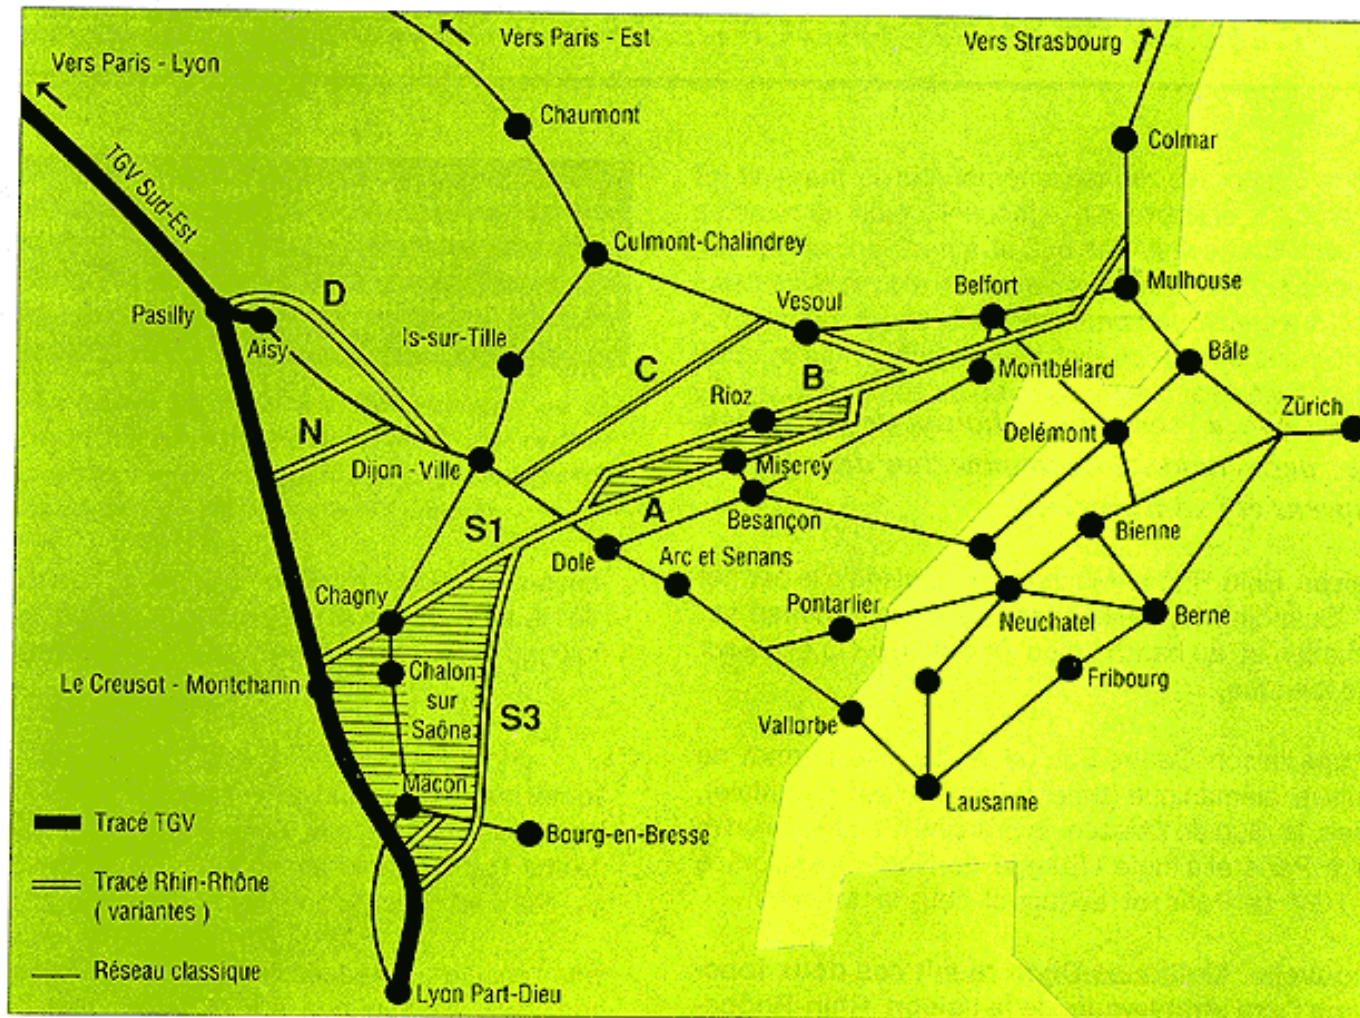 Vers Paris - Lyon
Vers Paris - Est
Vers Strasbourg
Chaumont
Colmar
TGV Sud-Est
Culmont-Chalindrey
Mulhouse
Belfort
Vesoul
D
Pasilly
Aisy
Is-sur-Tille
Bâle
Montbéliard
C
B
Rioz
Zürich
Delémont
N
Dijon - Ville
Miserey
A
Besançon
S1
Bienne
Dole
Arc et Senans
Chagny
Pontarlier
Neuchatel
Berne
Le Creusot - Montchanin
Chalon
sur
Saône
S3
Fribourg
Vallorbe
Macon
Lausanne
Bourg-en-Bresse
Tracé TGV
Tracé Rhin-Rhône
( variantes )
Réseau classique
Lyon Part-Dieu